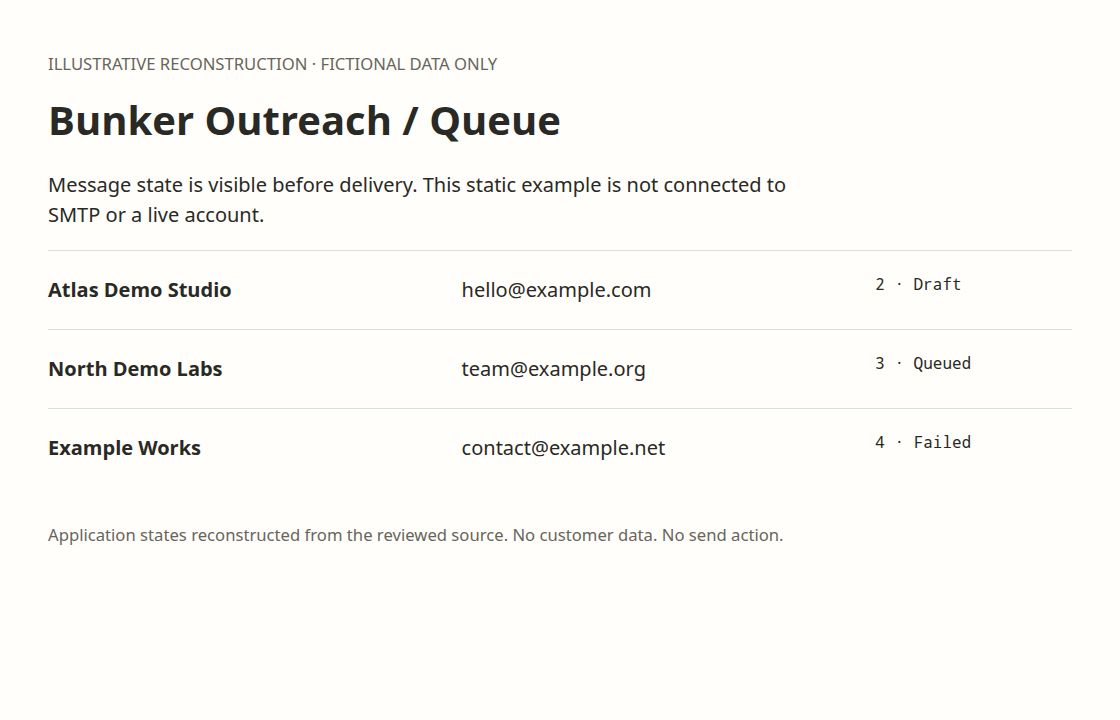 ILLUSTRATIVE RECONSTRUCTION · FICTIONAL DATA ONLY
Bunker Outreach / Queue
Message state is visible before delivery. This static example is not connected to
SMTP or a live account.
Atlas Demo Studio hello@example.com 2 · Draft
North Demo Labs team@example.org 3 · Queued
Example Works contact@example.net 4 · Failed
Application states reconstructed from the reviewed source. No customer data. No send action.